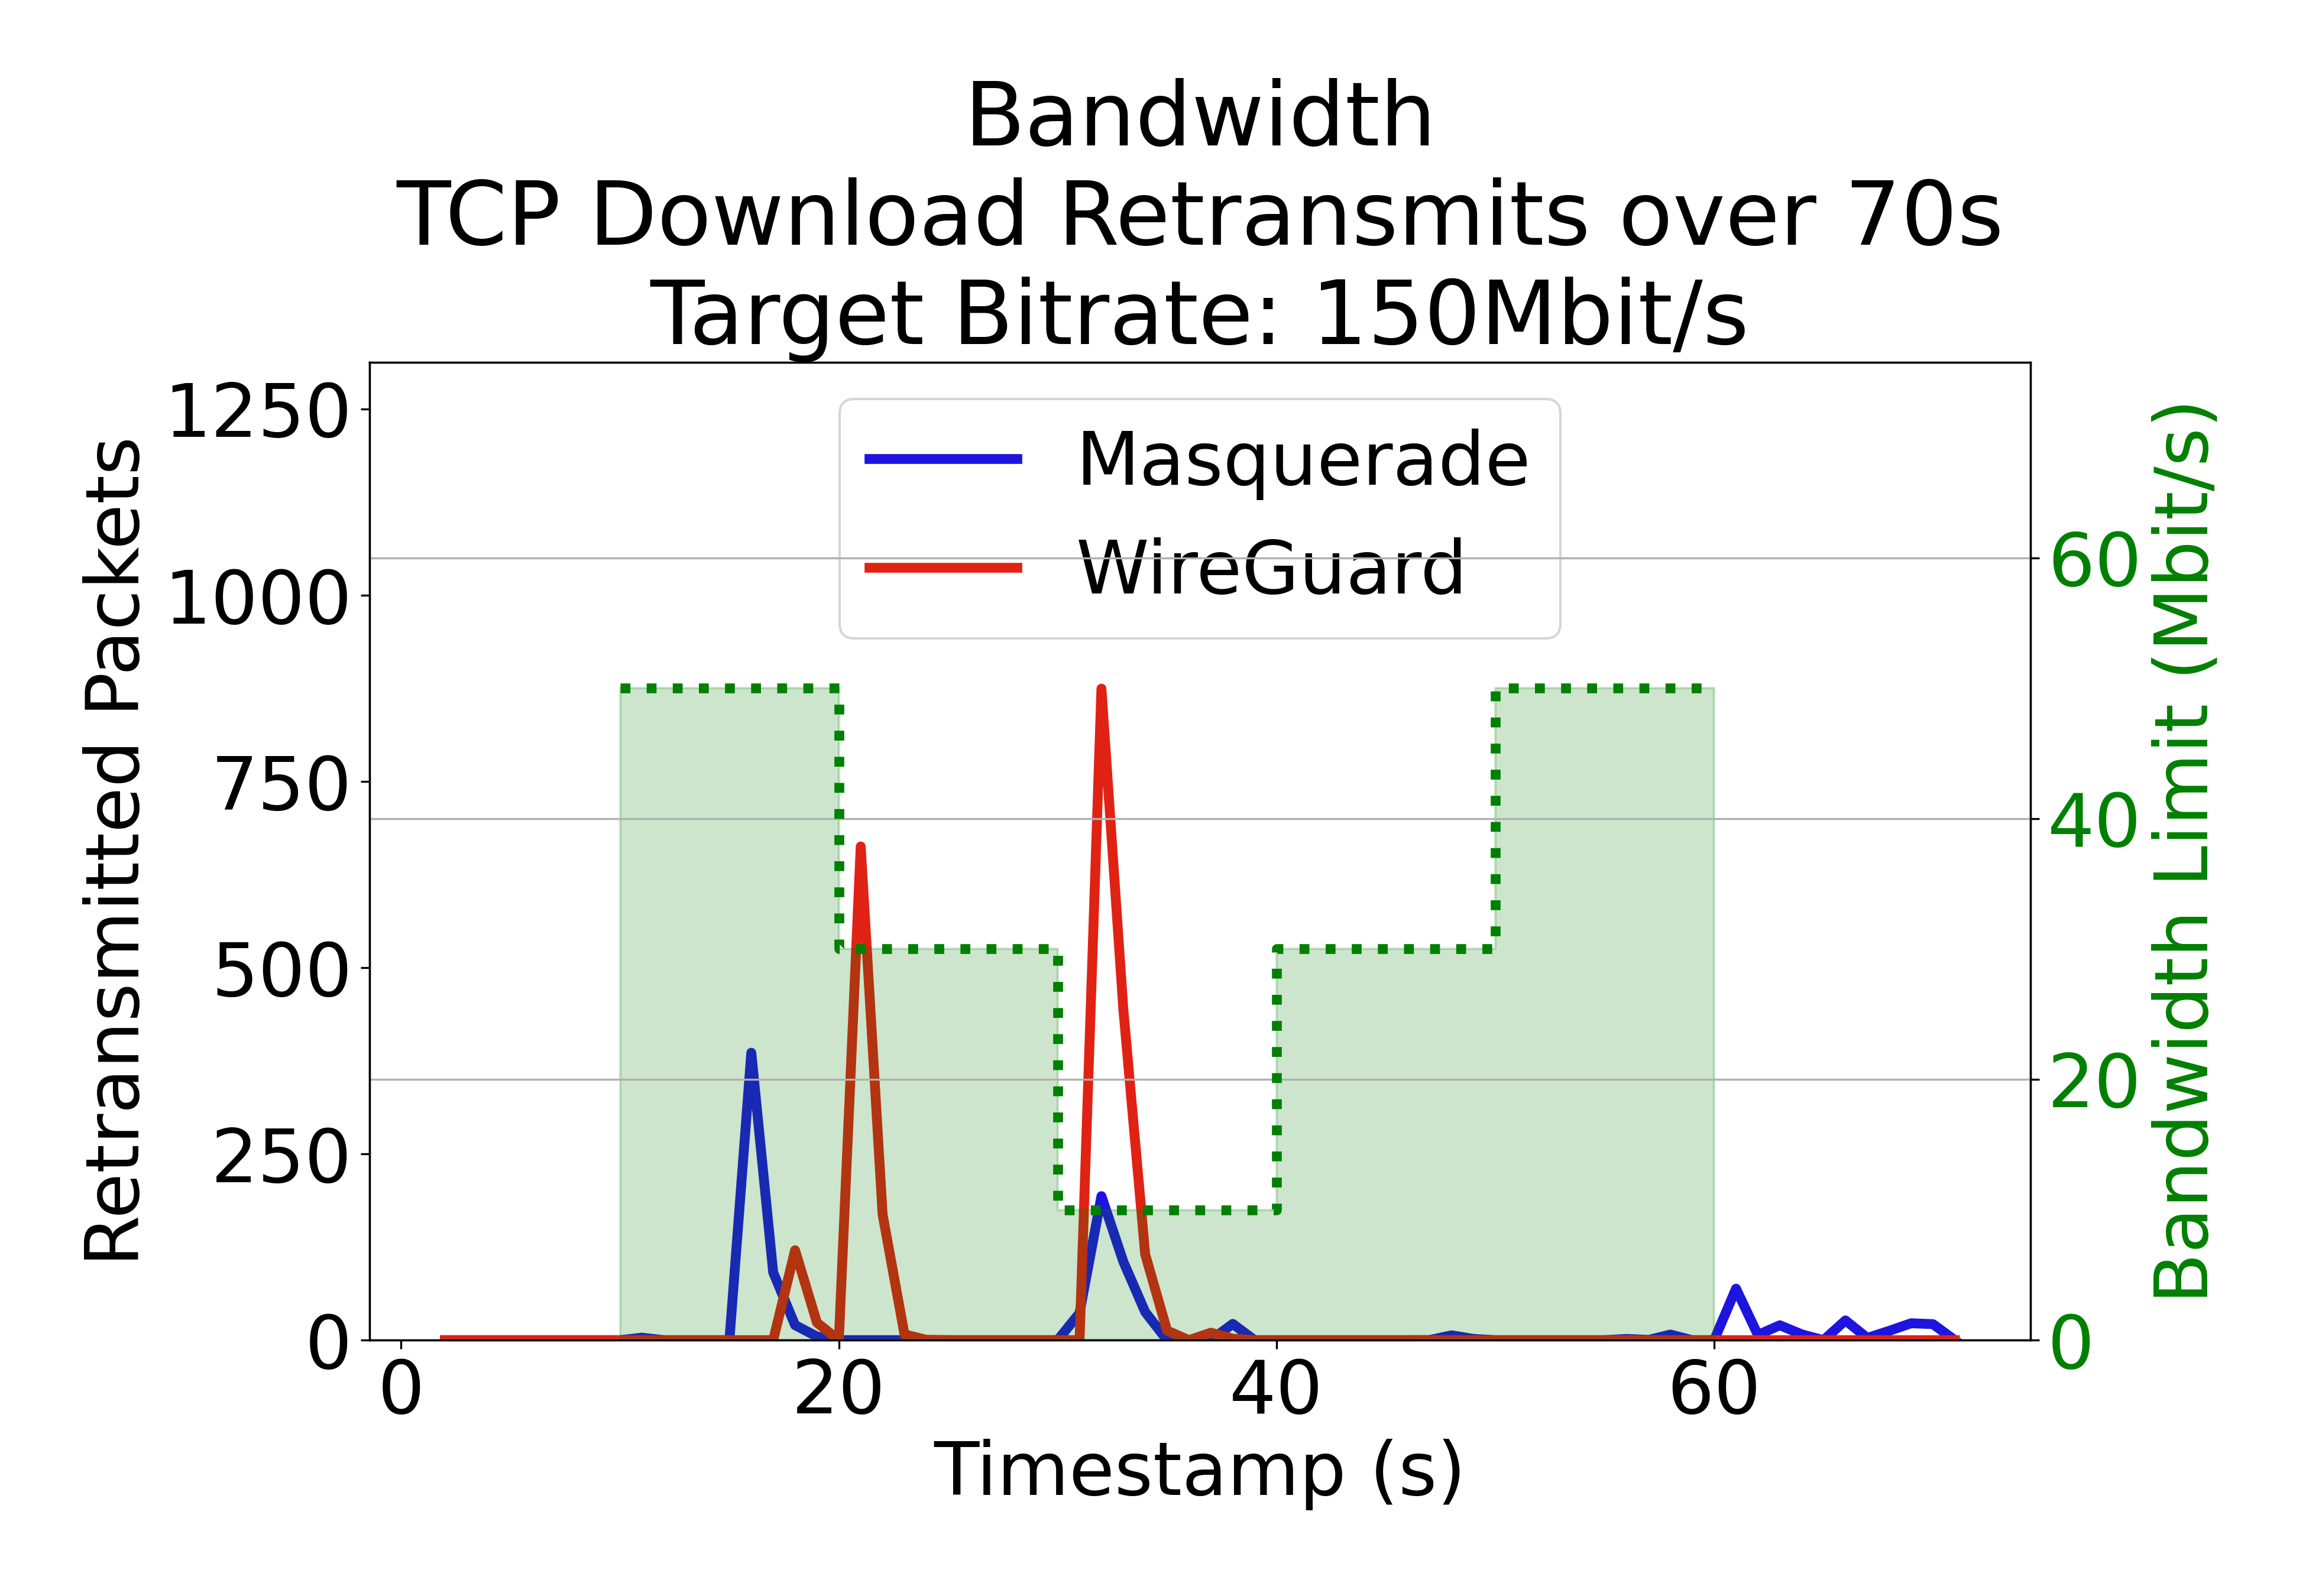 Bandwidth
TCP Download Retransmits over 70s
Target Bitrate: 150Mbit/s
Masquerade
WireGuard
Retransmitted Packets
1250
1000
750
500
250
0
Bandwidth Limit (Mbit/s)
60
40
20
0
0 20 40 60
Timestamp (s)